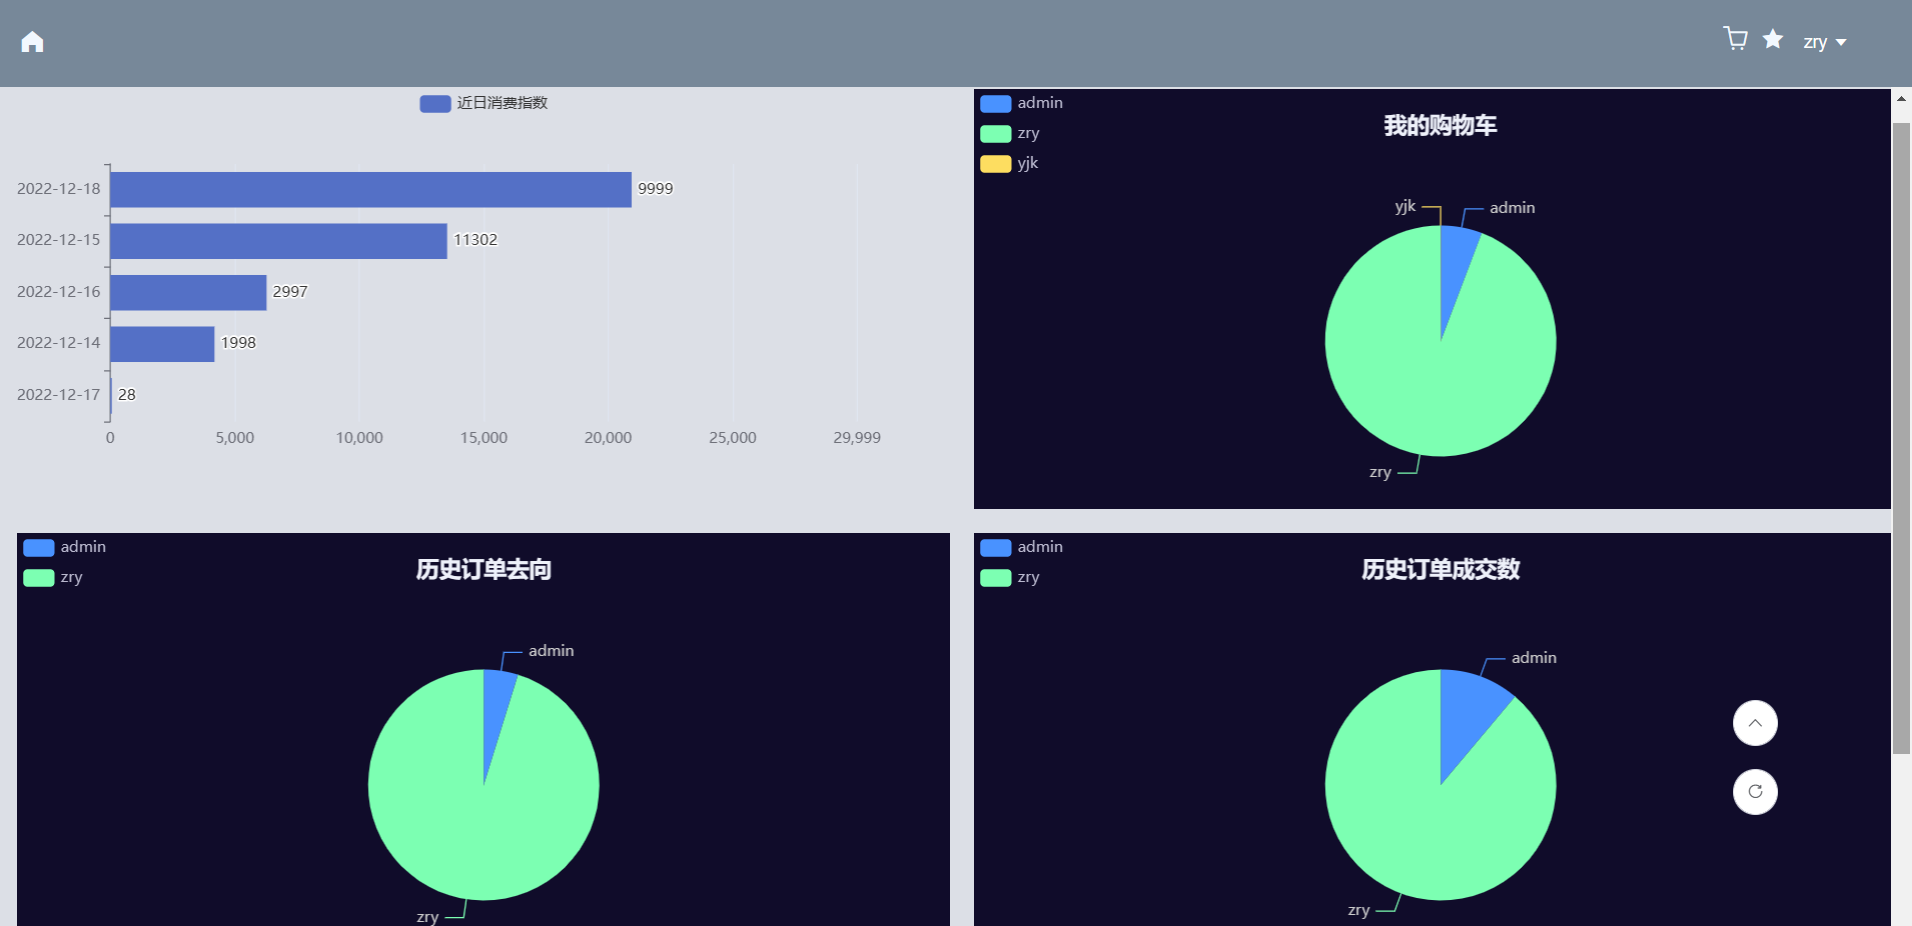 zry
近日消费指数
2022-12-18
9999
2022-12-15
11302
2022-12-16
2997
2022-12-14
1998
2022-12-17
28
0 5,000 10,000 15,000 20,000 25,000 29,999
admin
zry
yjk
我的购物车
yjk
admin
zry
admin
zry
历史订单去向
admin
zry
admin
zry
历史订单成交数
admin
zry